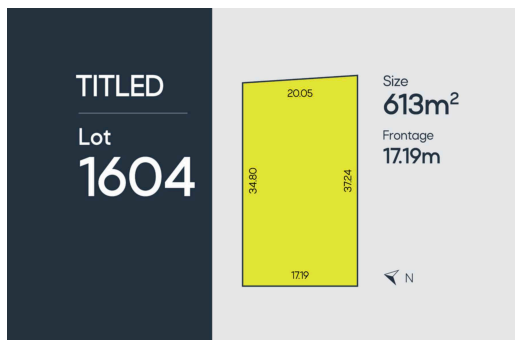 TITLED
Lot
1604
20.05
34.80
37.24
17.19
Size
613m²
Frontage
17.19m
N